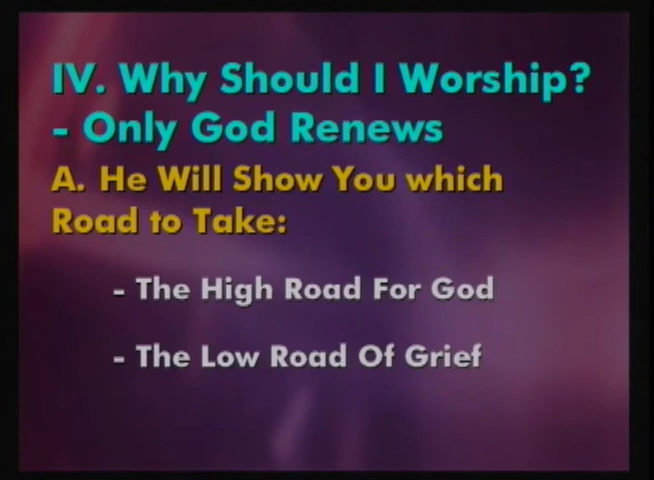 IV. Why Should I Worship?
- Only God Renews
A. He Will Show You which
Road to Take:
- The High Road For God
- The Low Road Of Grief